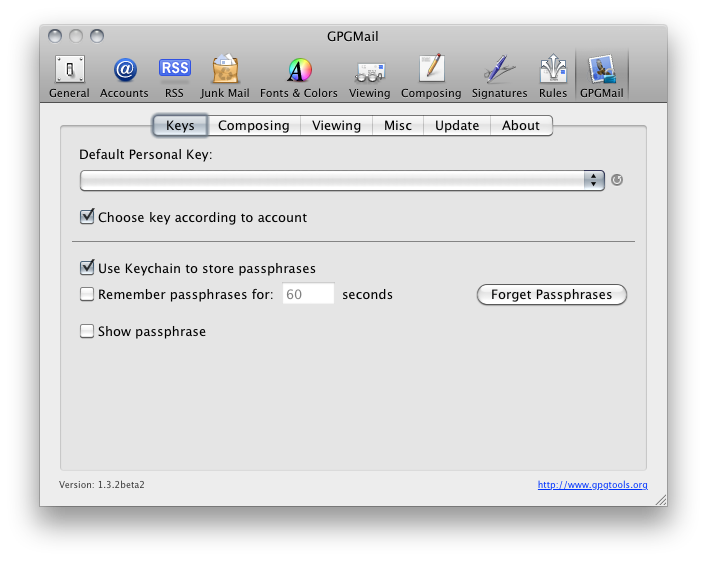 GPGMail
General Accounts RSS Junk Mail Fonts & Colors Viewing Composing Signatures Rules GPGMail
RSS
Keys Composing Viewing Misc Update About
Default Personal Key:
Choose key according to account
Use Keychain to store passphrases
Remember passphrases for: 60 seconds Forget Passphrases
Show passphrase
Version: 1.3.2beta2 http://www.gpgtools.org